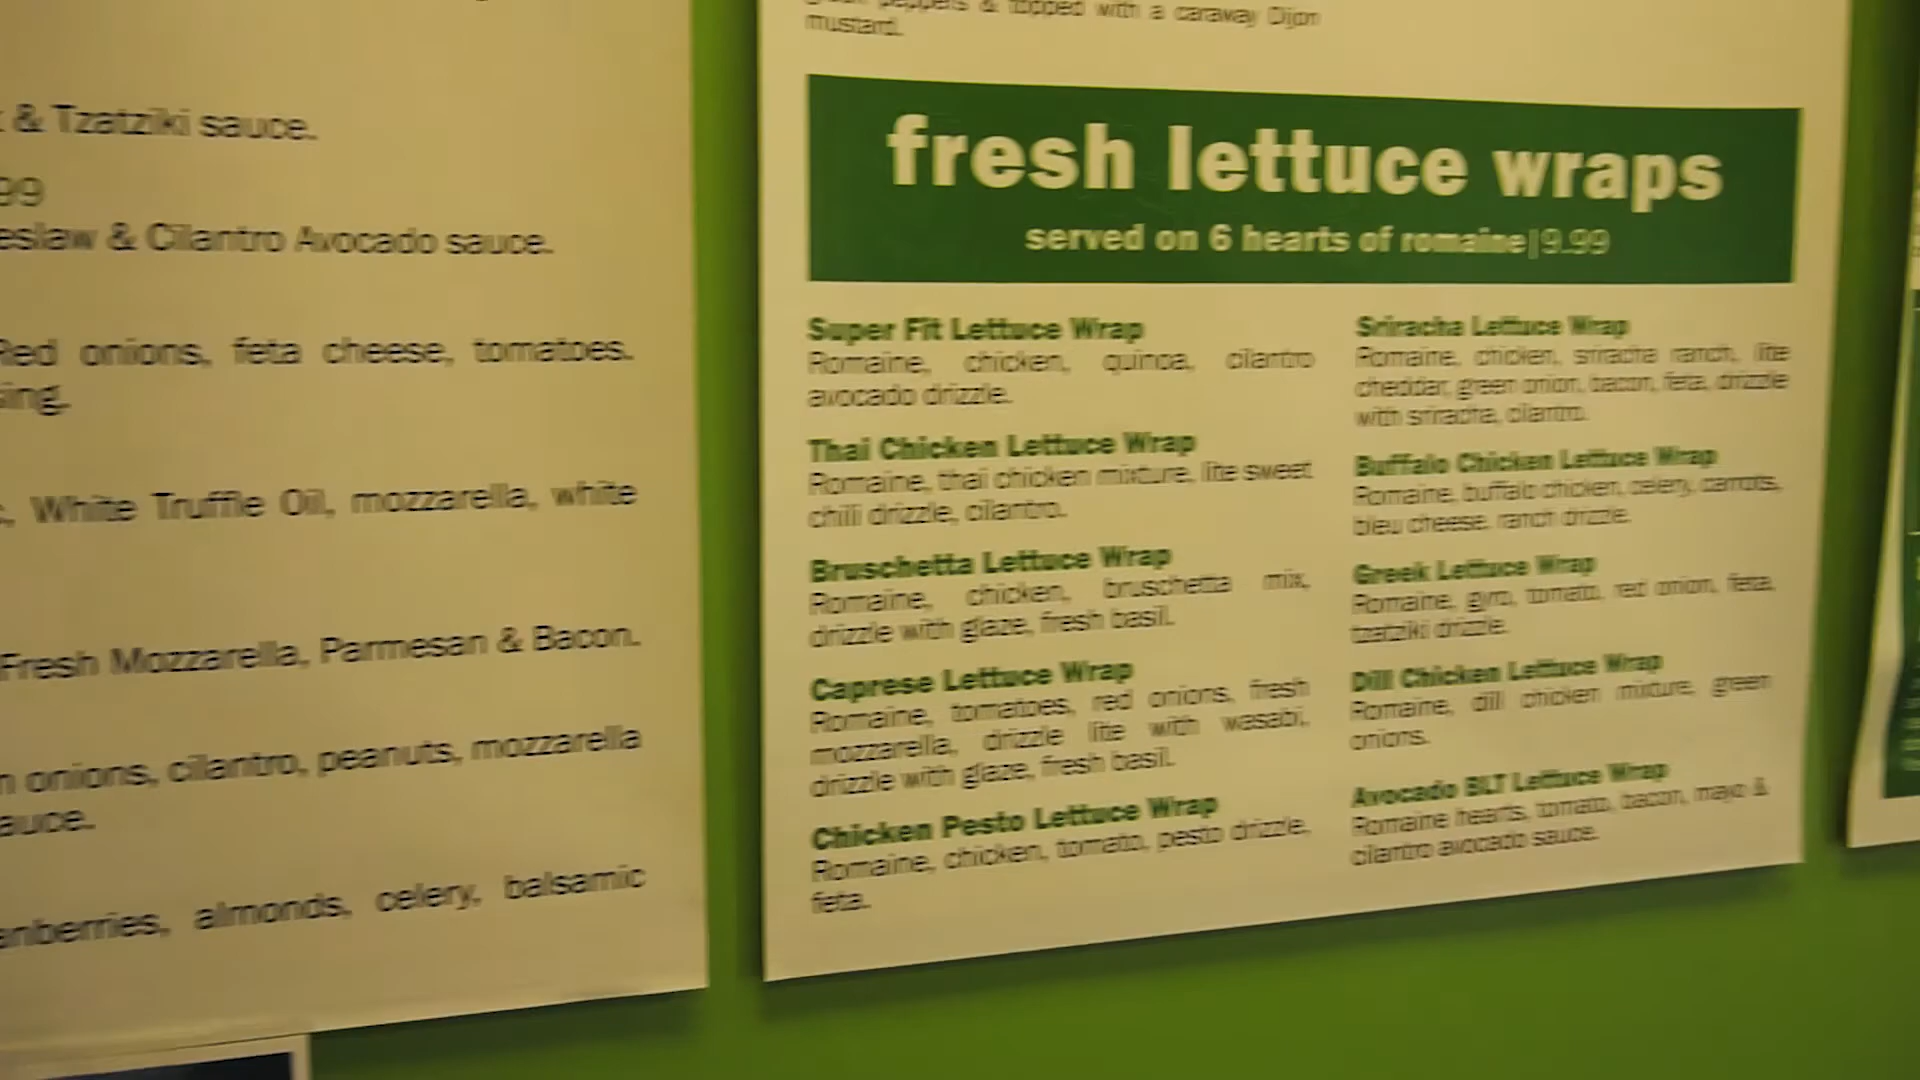 & Tzatziki sauce.
99
eslaw & Cilantro Avocado sauce.
Red onions, feta cheese, tomatoes.
sing.
White Truffle Oil, mozzarella, white
Fresh Mozzarella, Parmesan & Bacon.
n onions, cilantro, peanuts, mozzarella
auce.
anberries, almonds, celery, balsamic
peppers & topped with a caraway Dijon
mustard.
fresh lettuce wraps
served on 6 hearts of romaine|9.99
Super Fit Lettuce Wrap
Romaine, chicken, quinoa, cilantro
avocado drizzle.
Thai Chicken Lettuce Wrap
Romaine, thai chicken mixture, lite sweet
chili drizzle, cilantro.
Bruschetta Lettuce Wrap
Romaine, chicken, bruschetta mix,
drizzle with glaze, fresh basil.
Caprese Lettuce Wrap
Romaine, tomatoes, red onions, fresh
mozzarella, drizzle lite with wasabi,
drizzle with glaze, fresh basil.
Chicken Pesto Lettuce Wrap
Romaine, chicken, tomato, pesto drizzle,
feta.
Sriracha Lettuce Wrap
Romaine, chicken, sriracha ranch, lite
cheddar, green onion, bacon, feta, drizzle
with sriracha, cilantro.
Buffalo Chicken Lettuce Wrap
Romaine, buffalo chicken, celery, carrots,
bleu cheese, ranch drizzle.
Greek Lettuce Wrap
Romaine, gyro, tomato, red onion, feta,
tzatziki drizzle.
Dill Chicken Lettuce Wrap
Romaine, dill chicken mixture, green
onions.
Avocado BLT Lettuce Wrap
Romaine hearts, tomato, bacon, mayo &
cilantro avocado sauce.